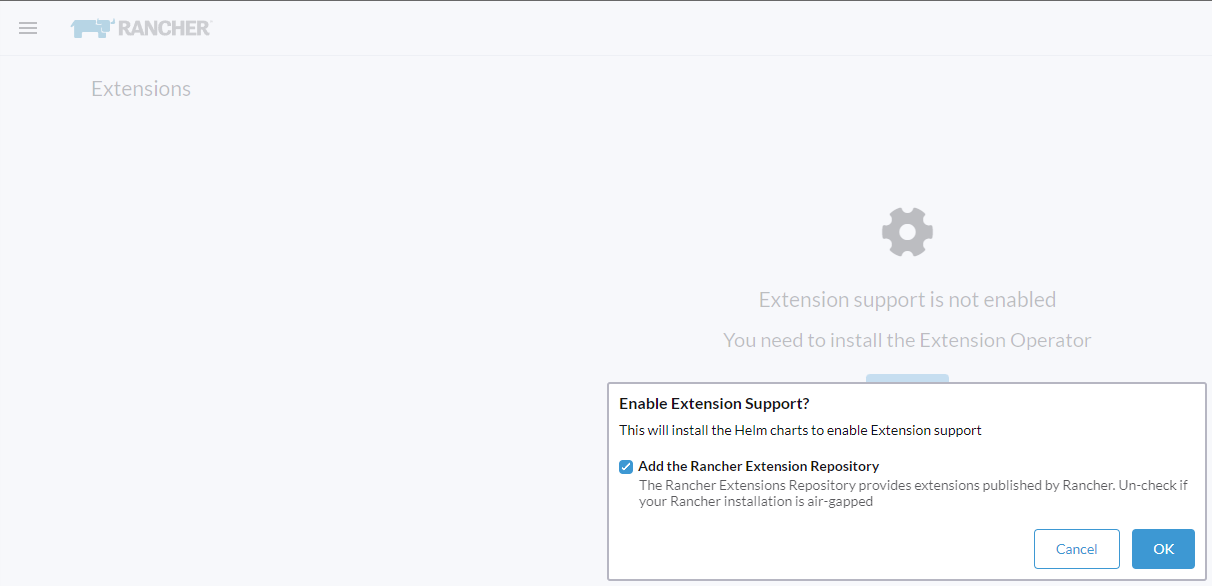 RANCHER
Extensions
Extension support is not enabled
You need to install the Extension Operator
Enable Extension Support?
This will install the Helm charts to enable Extension support
Add the Rancher Extension Repository
The Rancher Extensions Repository provides extensions published by Rancher. Un-check if
your Rancher installation is air-gapped
Cancel
OK